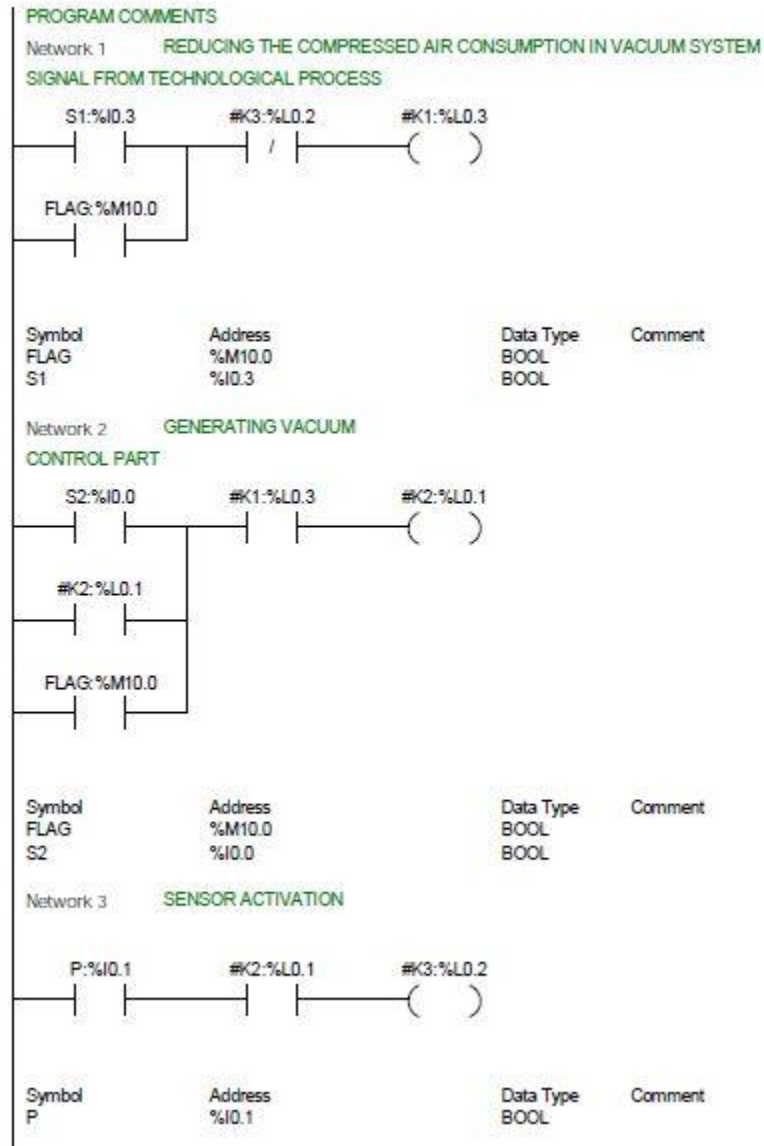 PROGRAM COMMENTS
Network 1 REDUCING THE COMPRESSED AIR CONSUMPTION IN VACUUM SYSTEM
SIGNAL FROM TECHNOLOGICAL PROCESS
S1:%I0.3 #K3:%L0.2 #K1:%L0.3
/
FLAG:%M10.0
Symbol Address Data Type Comment
FLAG %M10.0 BOOL
S1 %I0.3 BOOL
Network 2 GENERATING VACUUM
CONTROL PART
S2:%I0.0 #K1:%L0.3 #K2:%L0.1
#K2:%L0.1
FLAG:%M10.0
Symbol Address Data Type Comment
FLAG %M10.0 BOOL
S2 %I0.0 BOOL
Network 3 SENSOR ACTIVATION
P:%I0.1 #K2:%L0.1 #K3:%L0.2
Symbol Address Data Type Comment
P %I0.1 BOOL